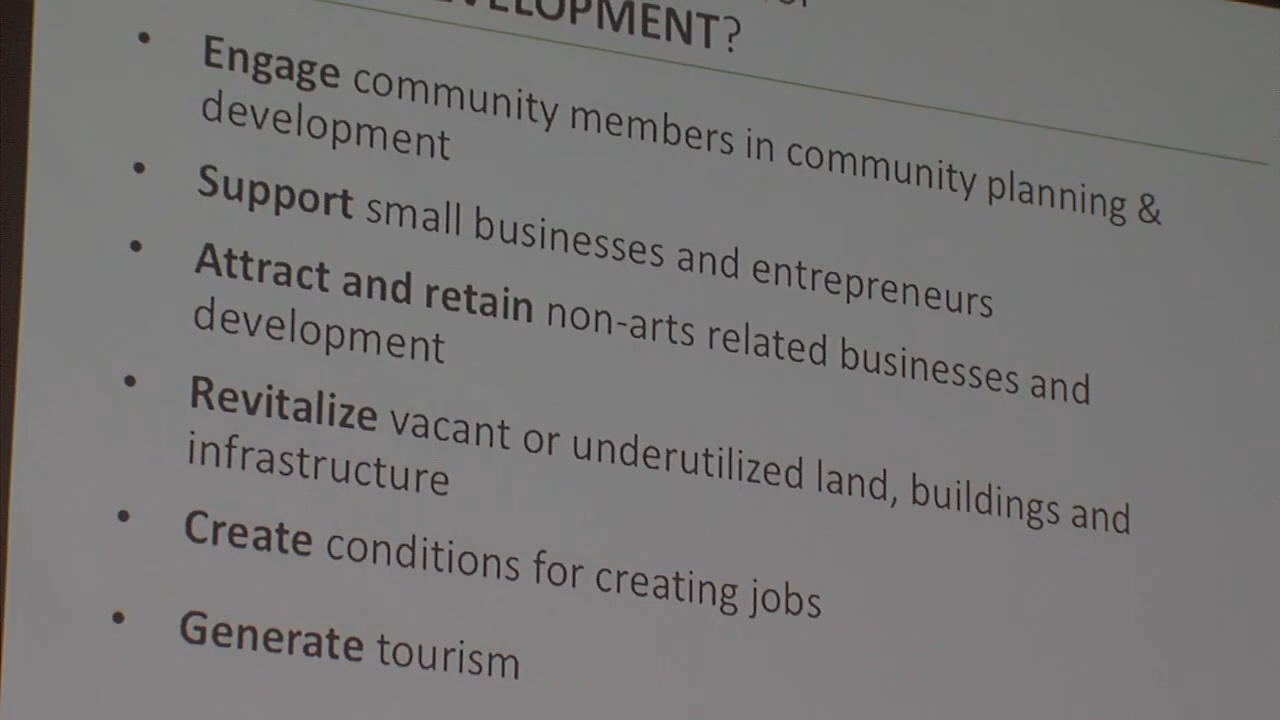 DEVELOPMENT?
• Engage community members in community planning &
development
• Support small businesses and entrepreneurs
• Attract and retain non-arts related businesses and
development
• Revitalize vacant or underutilized land, buildings and
infrastructure
• Create conditions for creating jobs
• Generate tourism